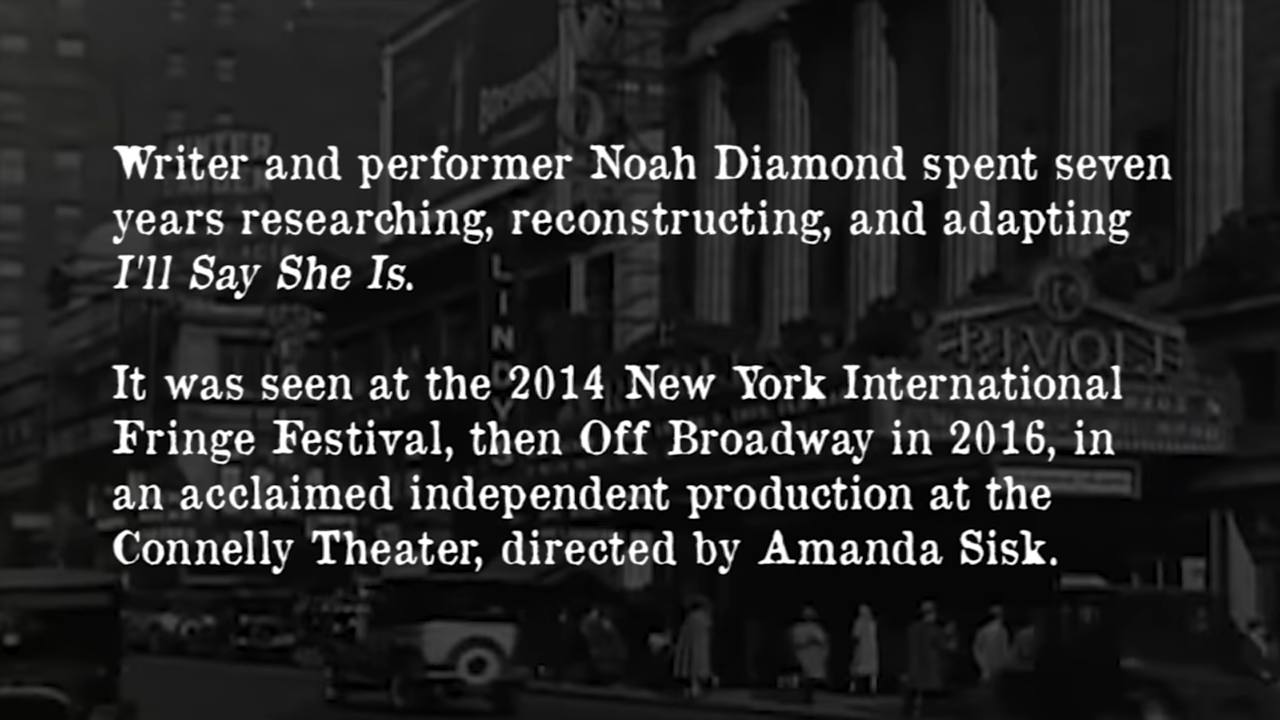 Writer and performer Noah Diamond spent seven
years researching, reconstructing, and adapting
I'll Say She Is.
It was seen at the 2014 New York International
Fringe Festival, then Off Broadway in 2016, in
an acclaimed independent production at the
Connelly Theater, directed by Amanda Sisk.
LINDY'S
RIVOLI